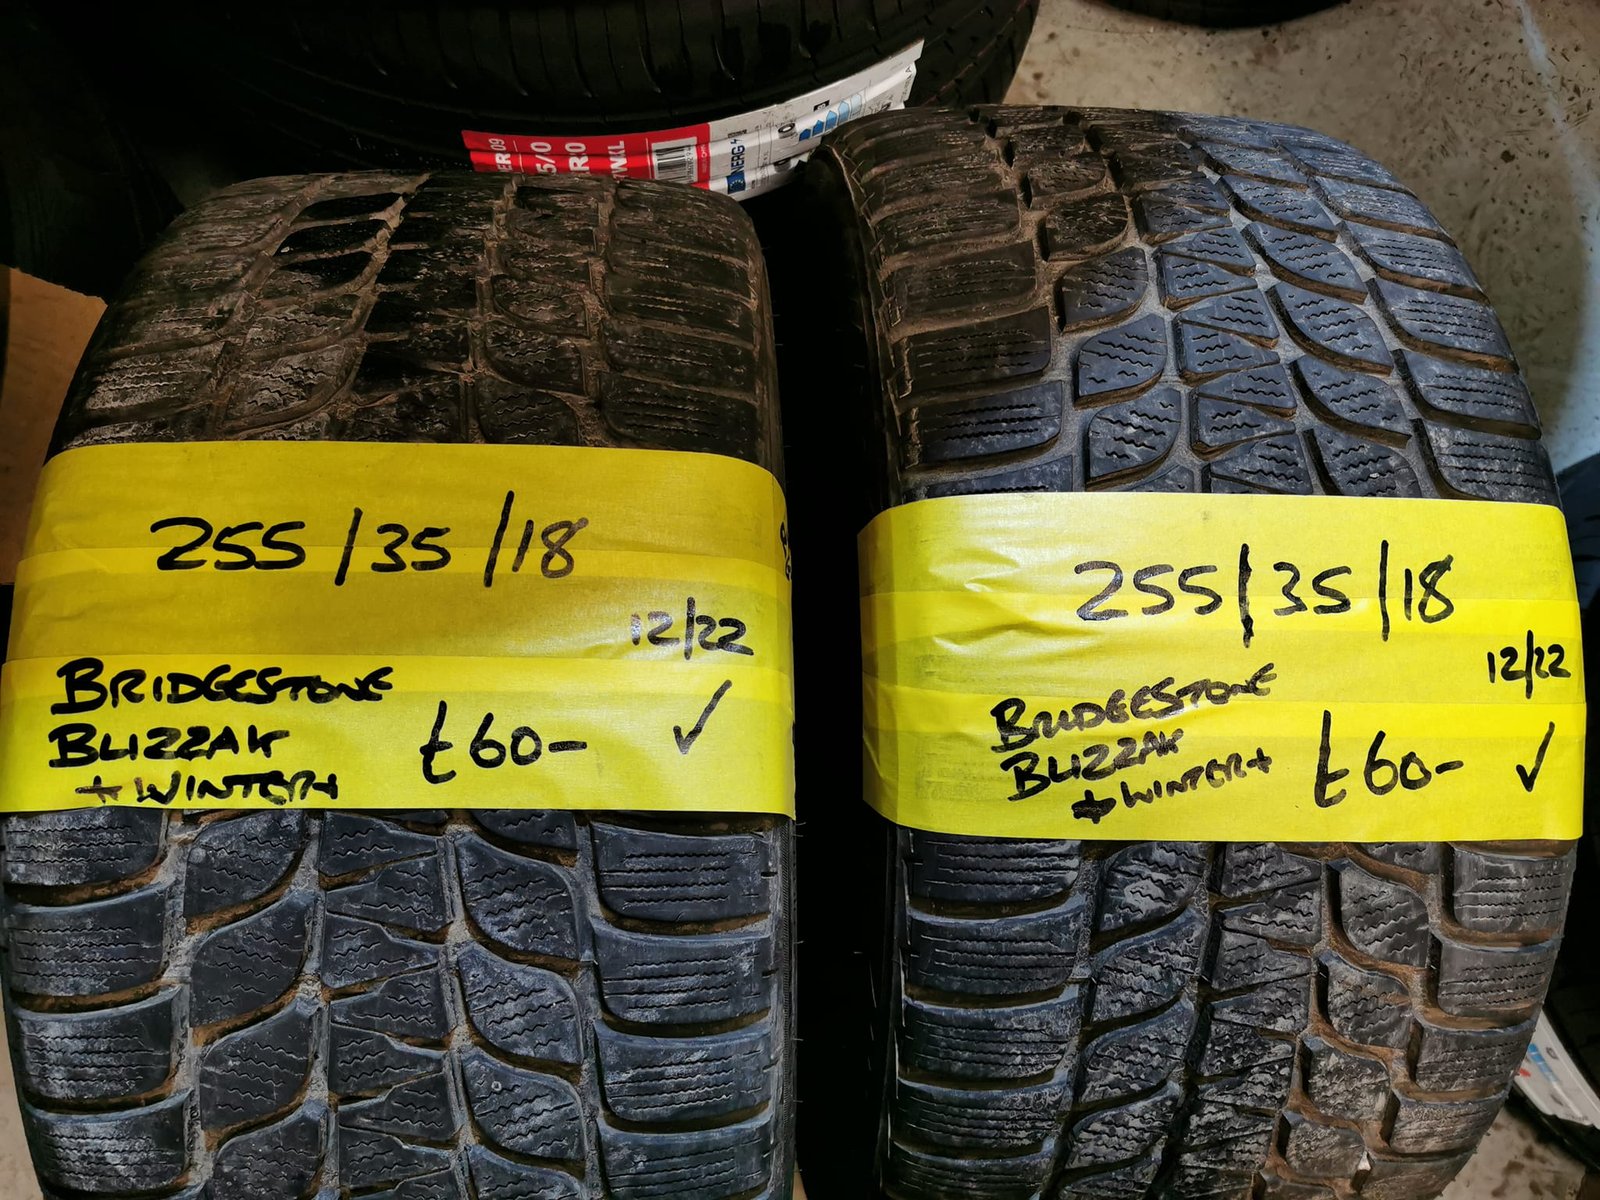 255/35/18
12/22
BRIDGESTONE
BLIZZAK
£60-
✓
+WINTER+
255/35/18
12/22
BRIDGESTONE
BLIZZAK
£60-
✓
+WINTER+